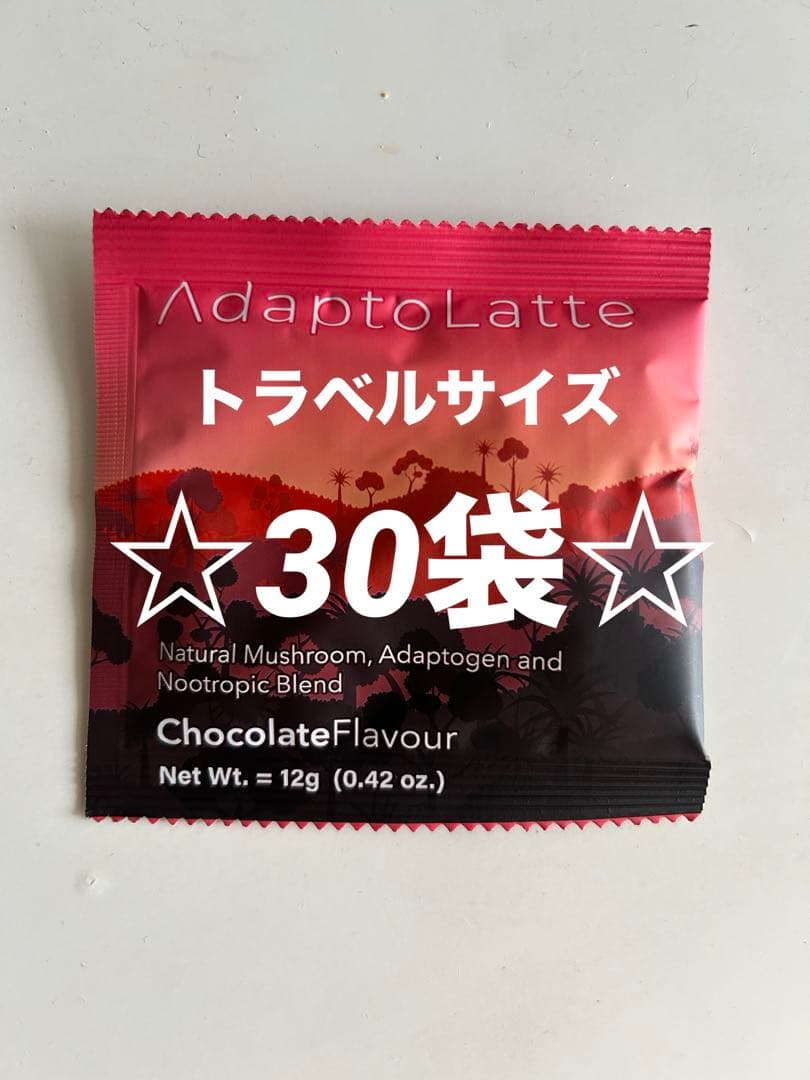 AdaptoLatte
トラベルサイズ
☆30袋☆
Natural Mushroom, Adaptogen and
Nootropic Blend
ChocolateFlavour
Net Wt. = 12g (0.42 oz.)